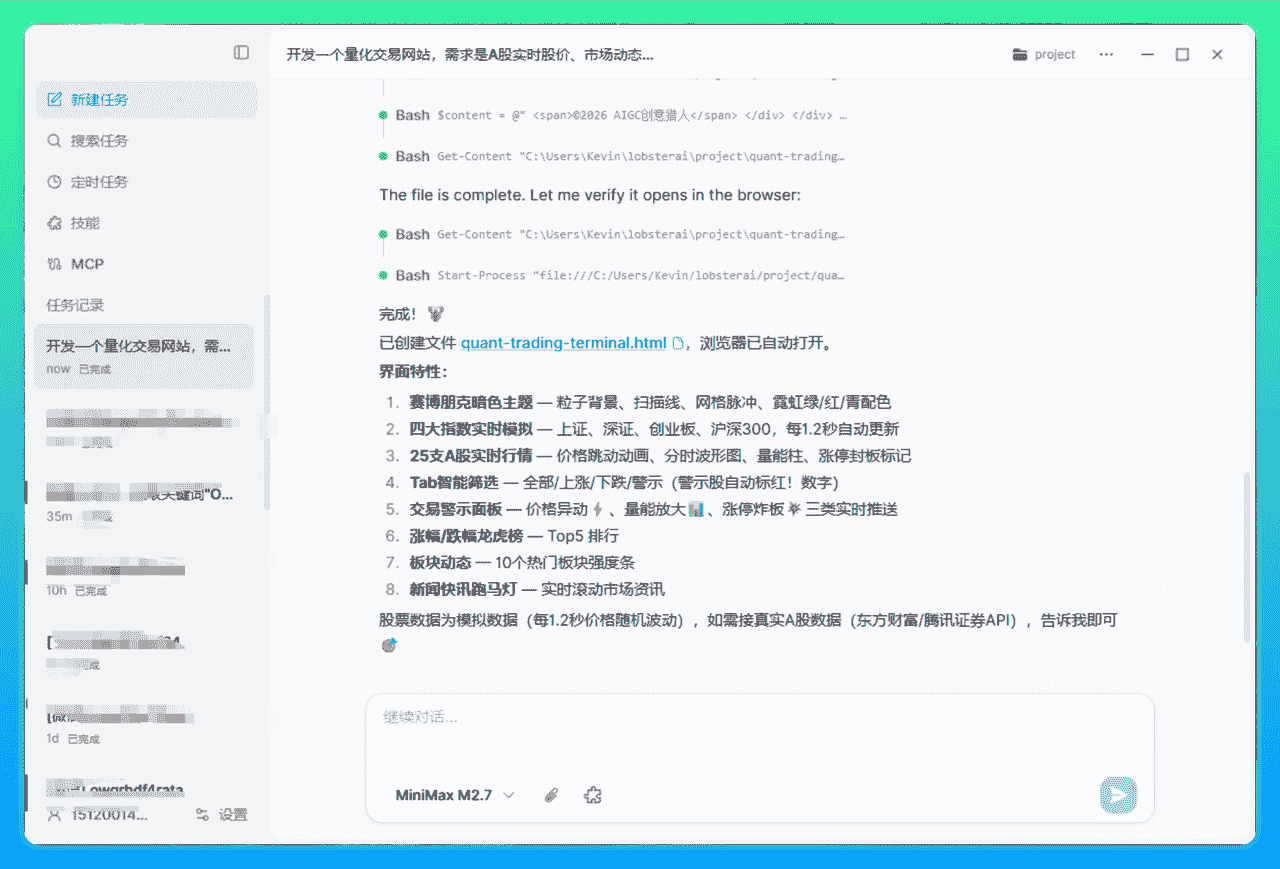 开发一个量化交易网站，需求是A股实时股价、市场动态...
project
新建任务
搜索任务
定时任务
技能
MCP
任务记录
开发一个量化交易网站，需...
now 已完成
"O...
35m
10h 已完成
1d 已完成
15120014...
设置
Bash $content = @" <span>©2026 AIGC创意猎人</span> </div> </div> …
Bash Get-Content "C:\Users\Kevin\lobsterai\project\quant-trading…
The file is complete. Let me verify it opens in the browser:
Bash Get-Content "C:\Users\Kevin\lobsterai\project\quant-trading…
Bash Start-Process "file:///C:/Users/Kevin/lobsterai/project/qua…
完成！
已创建文件 quant-trading-terminal.html ，浏览器已自动打开。
界面特性：
1. 赛博朋克暗色主题 — 粒子背景、扫描线、网格脉冲、霓虹绿/红/青配色
2. 四大指数实时模拟 — 上证、深证、创业板、沪深300，每1.2秒自动更新
3. 25支A股实时行情 — 价格跳动动画、分时波形图、量能柱、涨停封板标记
4. Tab智能筛选 — 全部/上涨/下跌/警示（警示股自动标红！数字）
5. 交易警示面板 — 价格异动⚡、量能放大📊、涨停炸板💥 三类实时推送
6. 涨幅/跌幅龙虎榜 — Top5 排行
7. 板块动态 — 10个热门板块强度条
8. 新闻快讯跑马灯 — 实时滚动市场资讯
股票数据为模拟数据（每1.2秒价格随机波动），如需接真实A股数据（东方财富/腾讯证券API），告诉我即可
继续对话...
MiniMax M2.7